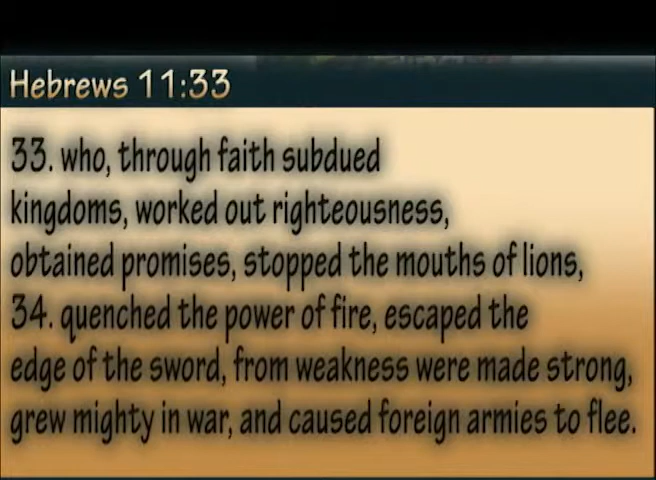 Hebrews 11:33
33. who, through faith subdued
kingdoms, worked out righteousness,
obtained promises, stopped the mouths of lions,
34. quenched the power of fire, escaped the
edge of the sword, from weakness were made strong,
grew mighty in war, and caused foreign armies to flee.